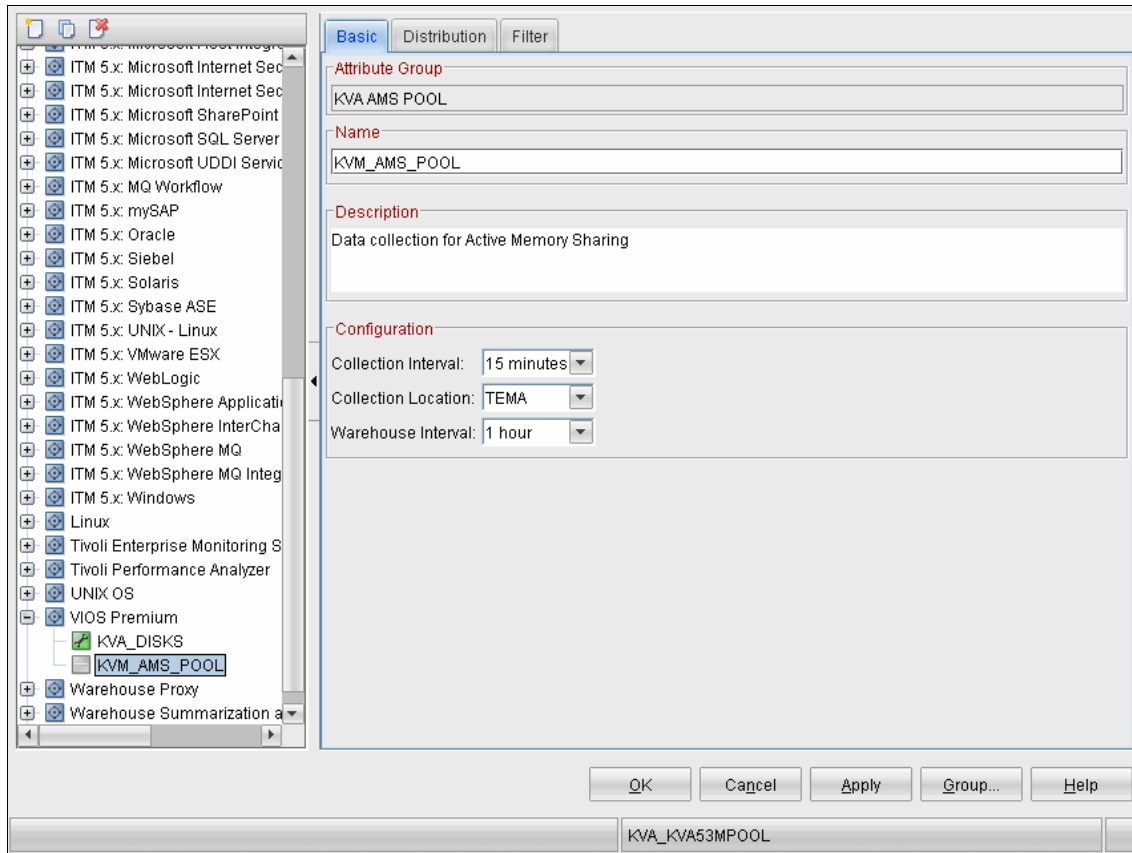 ITM 5.x: Microsoft Host Integra
ITM 5.x: Microsoft Internet Sec
ITM 5.x: Microsoft Internet Sec
ITM 5.x: Microsoft SharePoint
ITM 5.x: Microsoft SQL Server
ITM 5.x: Microsoft UDDI Servic
ITM 5.x: MQ Workflow
ITM 5.x: mySAP
ITM 5.x: Oracle
ITM 5.x: Siebel
ITM 5.x: Solaris
ITM 5.x: Sybase ASE
ITM 5.x: UNIX - Linux
ITM 5.x: VMware ESX
ITM 5.x: WebLogic
ITM 5.x: WebSphere Applicati
ITM 5.x: WebSphere InterCha
ITM 5.x: WebSphere MQ
ITM 5.x: WebSphere MQ Integ
ITM 5.x: Windows
Linux
Tivoli Enterprise Monitoring S
Tivoli Performance Analyzer
UNIX OS
VIOS Premium
KVA_DISKS
KVM_AMS_POOL
Warehouse Proxy
Warehouse Summarization a
Basic Distribution Filter
Attribute Group
KVA AMS POOL
Name
KVM_AMS_POOL
Description
Data collection for Active Memory Sharing
Configuration
Collection Interval: 15 minutes
Collection Location: TEMA
Warehouse Interval: 1 hour
OK Cancel Apply Group... Help
KVA_KVA53MPOOL